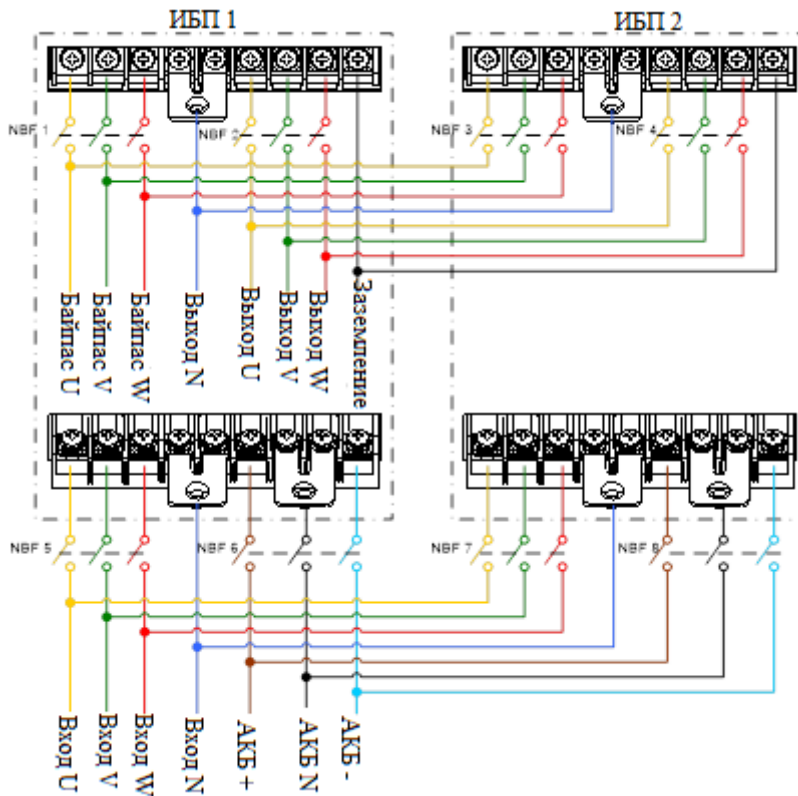 ИБП 1
ИБП 2
NBF 1
NBF 2
NBF 3
NBF 4
Байпас U
Байпас V
Байпас W
Выход N
Выход U
Выход V
Выход W
Заземление
NBF 5
NBF 6
NBF 7
NBF 8
Вход U
Вход V
Вход W
Вход N
АКБ +
АКБ N
АКБ -